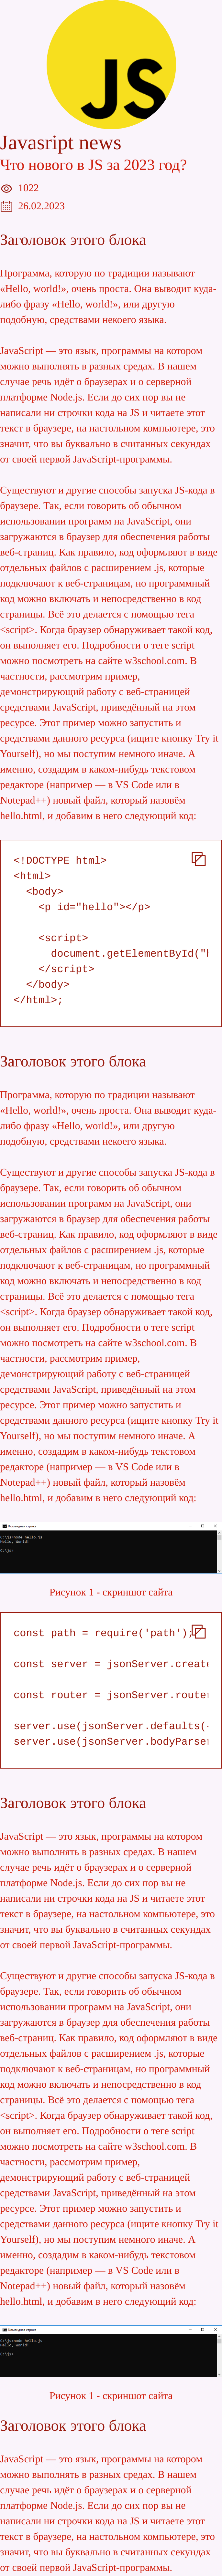 JS
Javasript news
Что нового в JS за 2023 год?
1022
26.02.2023
Заголовок этого блока
Программа, которую по традиции называют
«Hello, world!», очень проста. Она выводит куда-
либо фразу «Hello, world!», или другую
подобную, средствами некоего языка.
JavaScript — это язык, программы на котором
можно выполнять в разных средах. В нашем
случае речь идёт о браузерах и о серверной
платформе Node.js. Если до сих пор вы не
написали ни строчки кода на JS и читаете этот
текст в браузере, на настольном компьютере, это
значит, что вы буквально в считанных секундах
от своей первой JavaScript-программы.
Существуют и другие способы запуска JS-кода в
браузере. Так, если говорить об обычном
использовании программ на JavaScript, они
загружаются в браузер для обеспечения работы
веб-страниц. Как правило, код оформляют в виде
отдельных файлов с расширением .js, которые
подключают к веб-страницам, но программный
код можно включать и непосредственно в код
страницы. Всё это делается с помощью тега
<script>. Когда браузер обнаруживает такой код,
он выполняет его. Подробности о теге script
можно посмотреть на сайте w3school.com. В
частности, рассмотрим пример,
демонстрирующий работу с веб-страницей
средствами JavaScript, приведённый на этом
ресурсе. Этот пример можно запустить и
средствами данного ресурса (ищите кнопку Try it
Yourself), но мы поступим немного иначе. А
именно, создадим в каком-нибудь текстовом
редакторе (например — в VS Code или в
Notepad++) новый файл, который назовём
hello.html, и добавим в него следующий код:
<!DOCTYPE html>
<html>
<body>
<p id="hello"></p>
<script>
document.getElementById("h
</script>
</body>
</html>;
Заголовок этого блока
Программа, которую по традиции называют
«Hello, world!», очень проста. Она выводит куда-
либо фразу «Hello, world!», или другую
подобную, средствами некоего языка.
Существуют и другие способы запуска JS-кода в
браузере. Так, если говорить об обычном
использовании программ на JavaScript, они
загружаются в браузер для обеспечения работы
веб-страниц. Как правило, код оформляют в виде
отдельных файлов с расширением .js, которые
подключают к веб-страницам, но программный
код можно включать и непосредственно в код
страницы. Всё это делается с помощью тега
<script>. Когда браузер обнаруживает такой код,
он выполняет его. Подробности о теге script
можно посмотреть на сайте w3school.com. В
частности, рассмотрим пример,
демонстрирующий работу с веб-страницей
средствами JavaScript, приведённый на этом
ресурсе. Этот пример можно запустить и
средствами данного ресурса (ищите кнопку Try it
Yourself), но мы поступим немного иначе. А
именно, создадим в каком-нибудь текстовом
редакторе (например — в VS Code или в
Notepad++) новый файл, который назовём
hello.html, и добавим в него следующий код:
Командная строка
C:\js>node hello.js
Hello, World!
C:\js>
Рисунок 1 - скриншот сайта
const path = require('path');
const server = jsonServer.create
const router = jsonServer.router
server.use(jsonServer.defaults(
server.use(jsonServer.bodyParser
Заголовок этого блока
JavaScript — это язык, программы на котором
можно выполнять в разных средах. В нашем
случае речь идёт о браузерах и о серверной
платформе Node.js. Если до сих пор вы не
написали ни строчки кода на JS и читаете этот
текст в браузере, на настольном компьютере, это
значит, что вы буквально в считанных секундах
от своей первой JavaScript-программы.
Существуют и другие способы запуска JS-кода в
браузере. Так, если говорить об обычном
использовании программ на JavaScript, они
загружаются в браузер для обеспечения работы
веб-страниц. Как правило, код оформляют в виде
отдельных файлов с расширением .js, которые
подключают к веб-страницам, но программный
код можно включать и непосредственно в код
страницы. Всё это делается с помощью тега
<script>. Когда браузер обнаруживает такой код,
он выполняет его. Подробности о теге script
можно посмотреть на сайте w3school.com. В
частности, рассмотрим пример,
демонстрирующий работу с веб-страницей
средствами JavaScript, приведённый на этом
ресурсе. Этот пример можно запустить и
средствами данного ресурса (ищите кнопку Try it
Yourself), но мы поступим немного иначе. А
именно, создадим в каком-нибудь текстовом
редакторе (например — в VS Code или в
Notepad++) новый файл, который назовём
hello.html, и добавим в него следующий код:
Командная строка
C:\js>node hello.js
Hello, World!
C:\js>
Рисунок 1 - скриншот сайта
Заголовок этого блока
JavaScript — это язык, программы на котором
можно выполнять в разных средах. В нашем
случае речь идёт о браузерах и о серверной
платформе Node.js. Если до сих пор вы не
написали ни строчки кода на JS и читаете этот
текст в браузере, на настольном компьютере, это
значит, что вы буквально в считанных секундах
от своей первой JavaScript-программы.